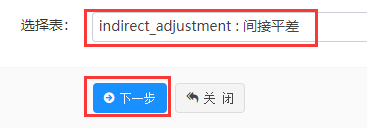 选择表： indirect_adjustment : 间接平差
下一步 关 闭